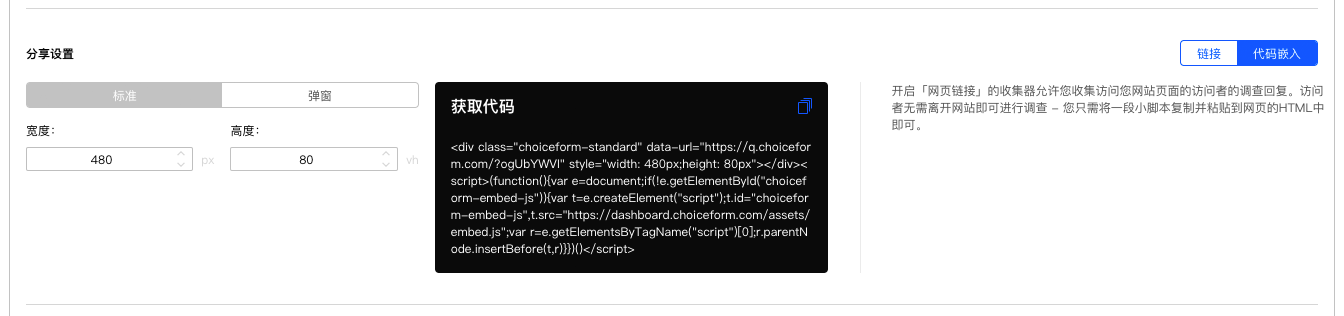 分享设置
链接
代码嵌入
标准
弹窗
宽度：
高度：
480
px
80
vh
获取代码
<div class="choiceform-standard" data-url="https://q.choicefor
m.com/?ogUbYWVl" style="width: 480px;height: 80px"></div><
script>(function(){var e=document;if(!e.getElementById("choicef
orm-embed-js")){var t=e.createElement("script");t.id="choicefor
m-embed-js",t.src="https://dashboard.choiceform.com/assets/
embed.js";var r=e.getElementsByTagName("script")[0];r.parentN
ode.insertBefore(t,r)}})()</script>
开启「网页链接」的收集器允许您收集访问您网站页面的访问者的调查回复。访问
者无需离开网站即可进行调查 – 您只需将一段小脚本复制并粘贴到网页的HTML中
即可。